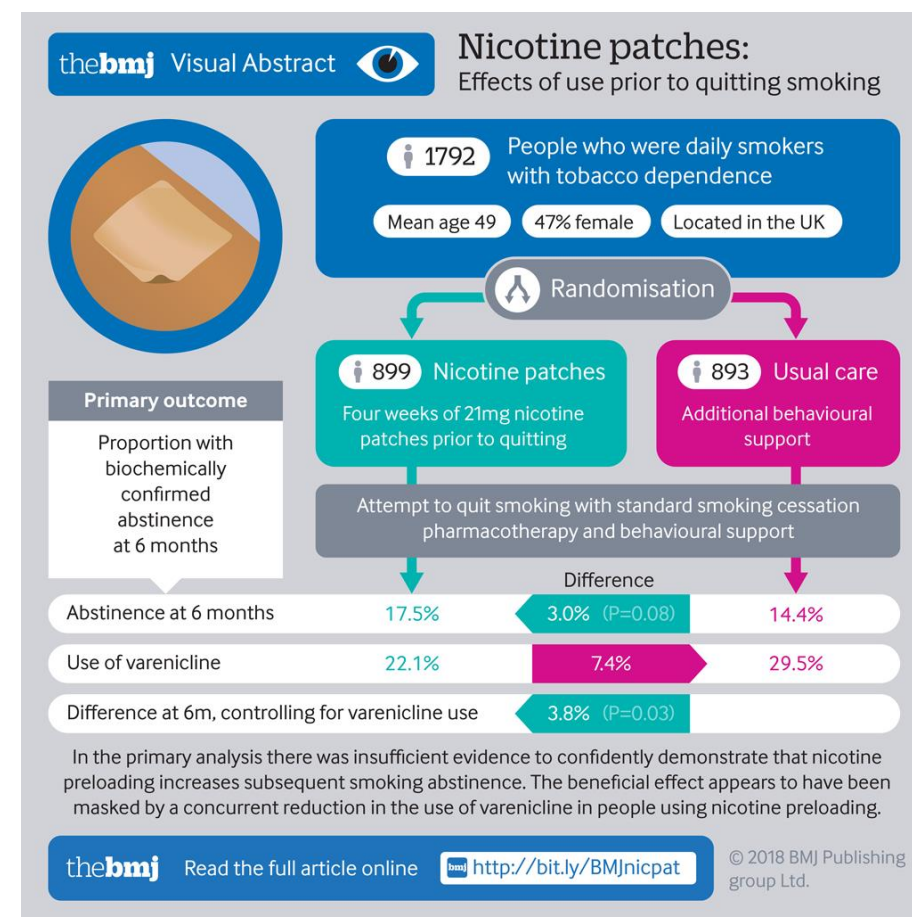 thebmj Visual Abstract
Nicotine patches:
Effects of use prior to quitting smoking
1792
People who were daily smokers
with tobacco dependence
Mean age 49
47% female
Located in the UK
Randomisation
899 Nicotine patches
Four weeks of 21mg nicotine
patches prior to quitting
893 Usual care
Additional behavioural
support
Primary outcome
Proportion with
biochemically
confirmed
abstinence
at 6 months
Attempt to quit smoking with standard smoking cessation
pharmacotherapy and behavioural support
Difference
Abstinence at 6 months 17.5% 3.0% (P=0.08) 14.4%
Use of varenicline 22.1% 7.4% 29.5%
Difference at 6m, controlling for varenicline use 3.8% (P=0.03)
In the primary analysis there was insufficient evidence to confidently demonstrate that nicotine
preloading increases subsequent smoking abstinence. The beneficial effect appears to have been
masked by a concurrent reduction in the use of varenicline in people using nicotine preloading.
thebmj Read the full article online bmj http://bit.ly/BMJnicpat
© 2018 BMJ Publishing
group Ltd.